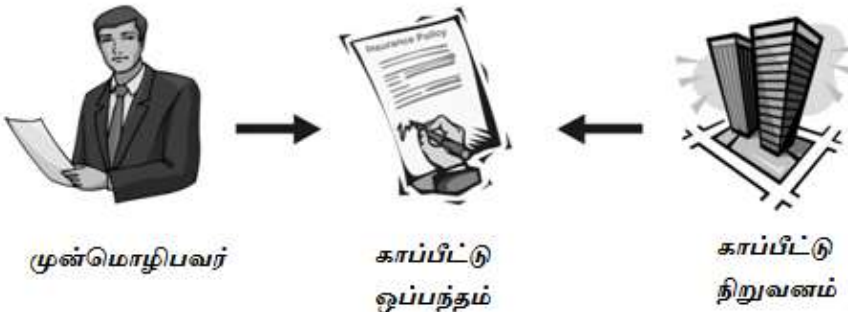 Insurance Policy
முன்மொழிபவர்
காப்பீட்டு
ஒப்பந்தம்
காப்பீட்டு
நிறுவனம்